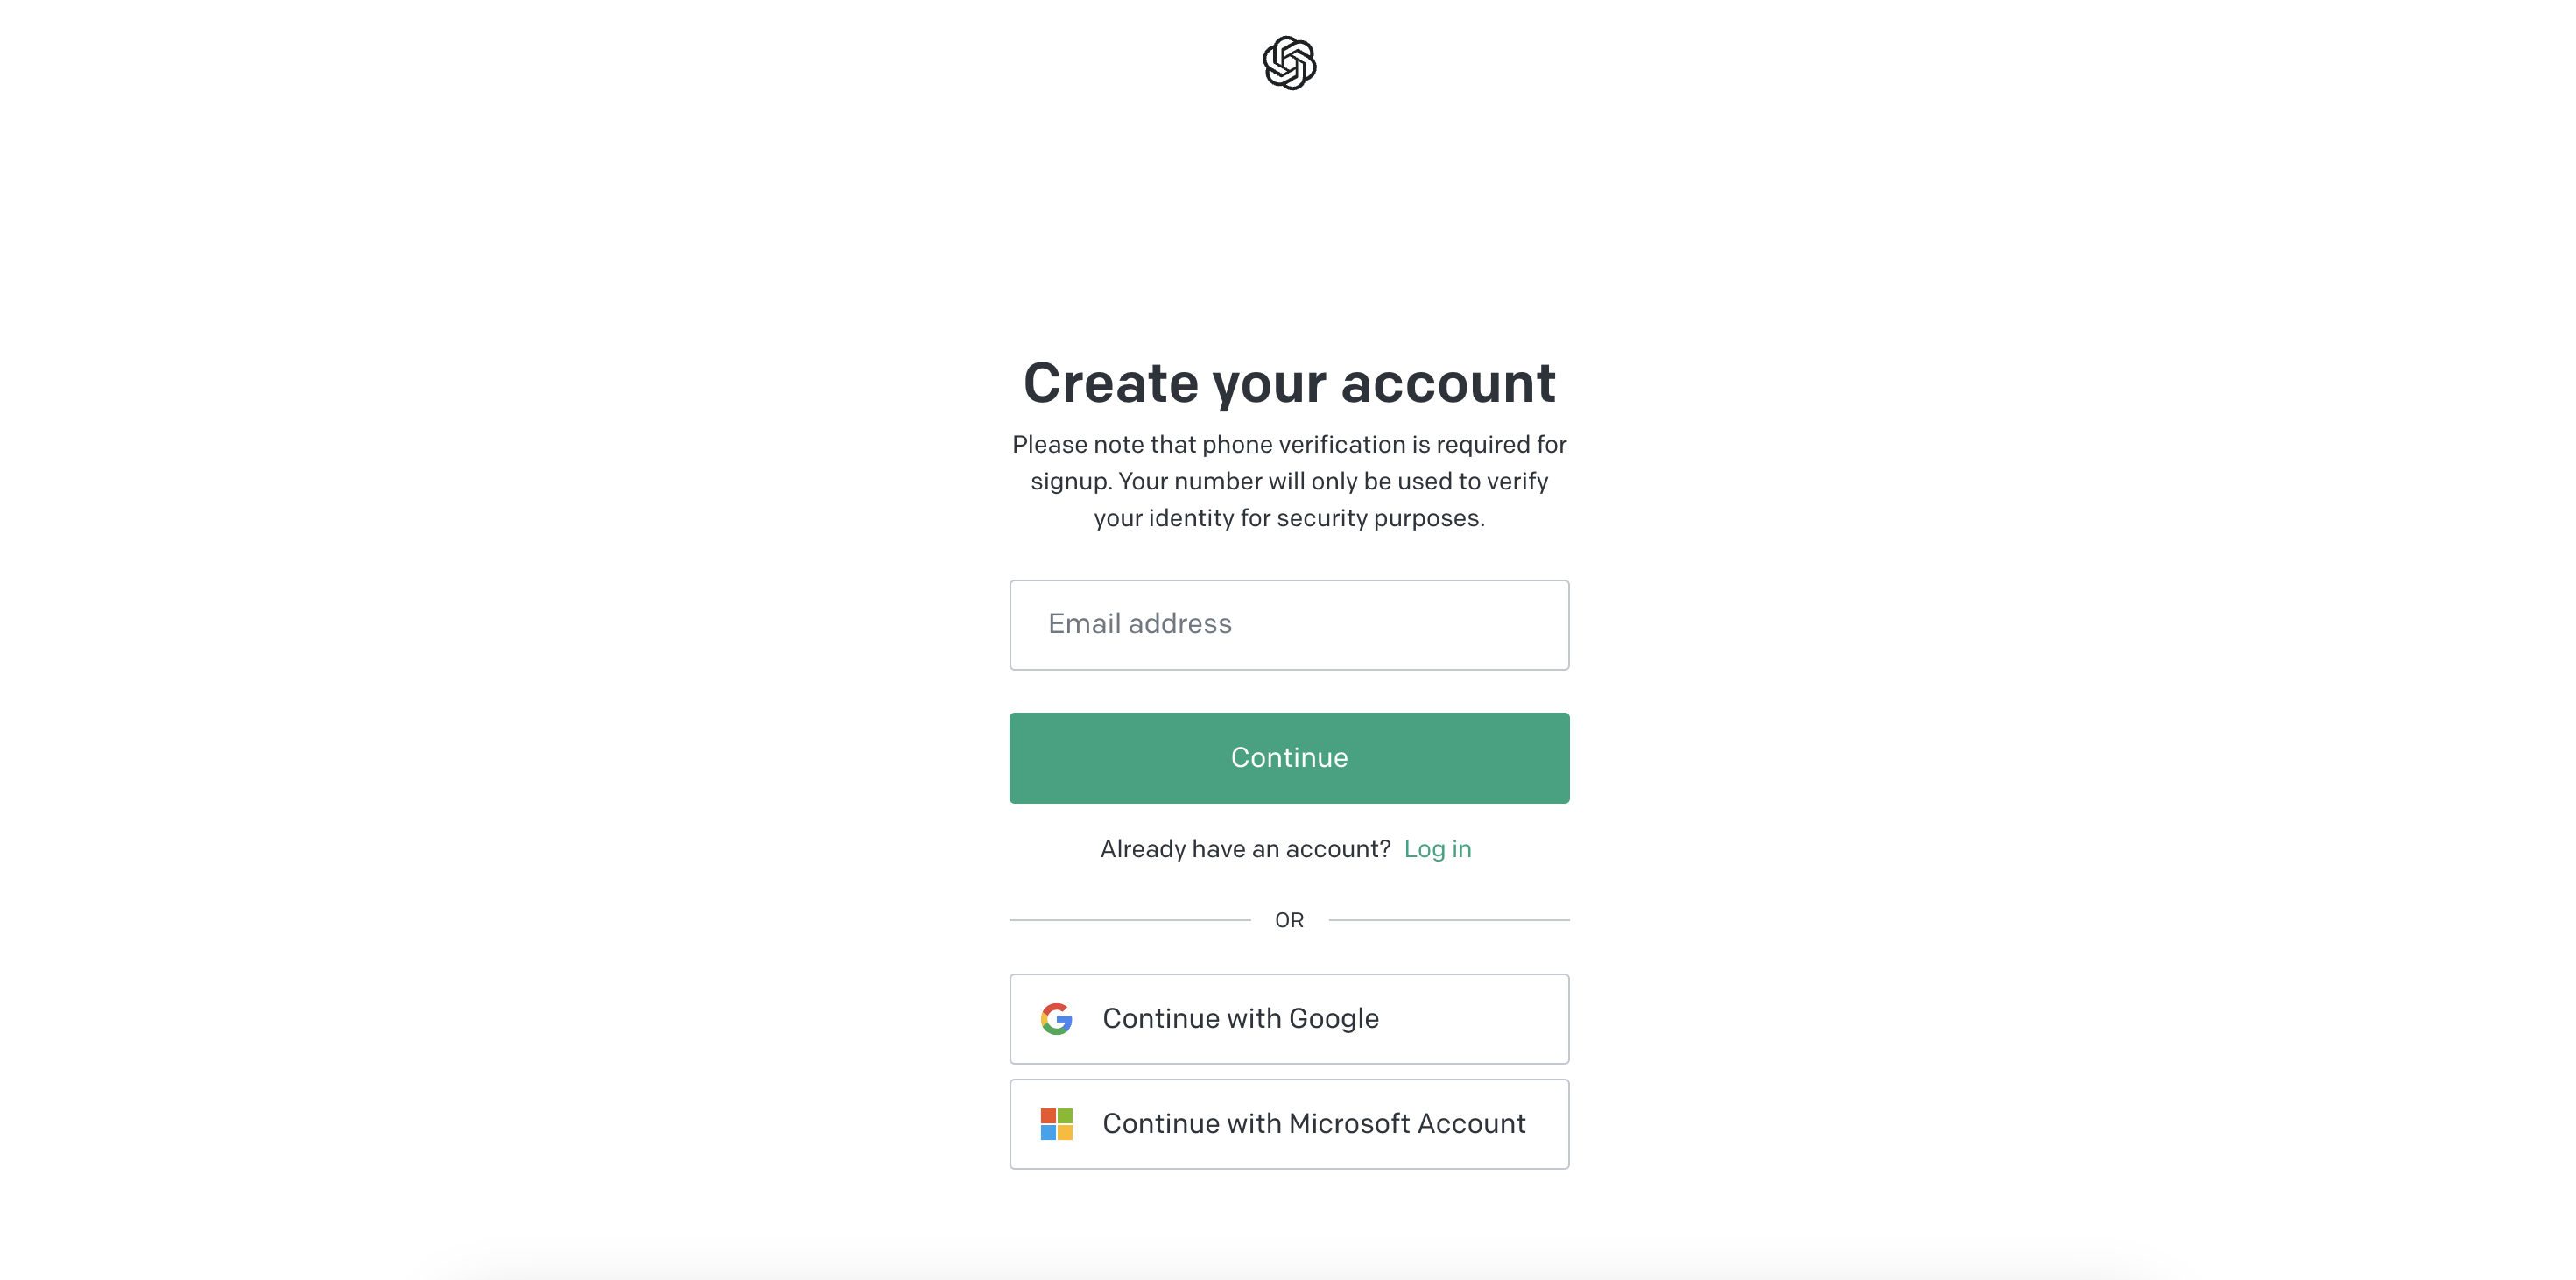 Create your account
Please note that phone verification is required for
signup. Your number will only be used to verify
your identity for security purposes.
Email address
Continue
Already have an account? Log in
OR
Continue with Google
Continue with Microsoft Account